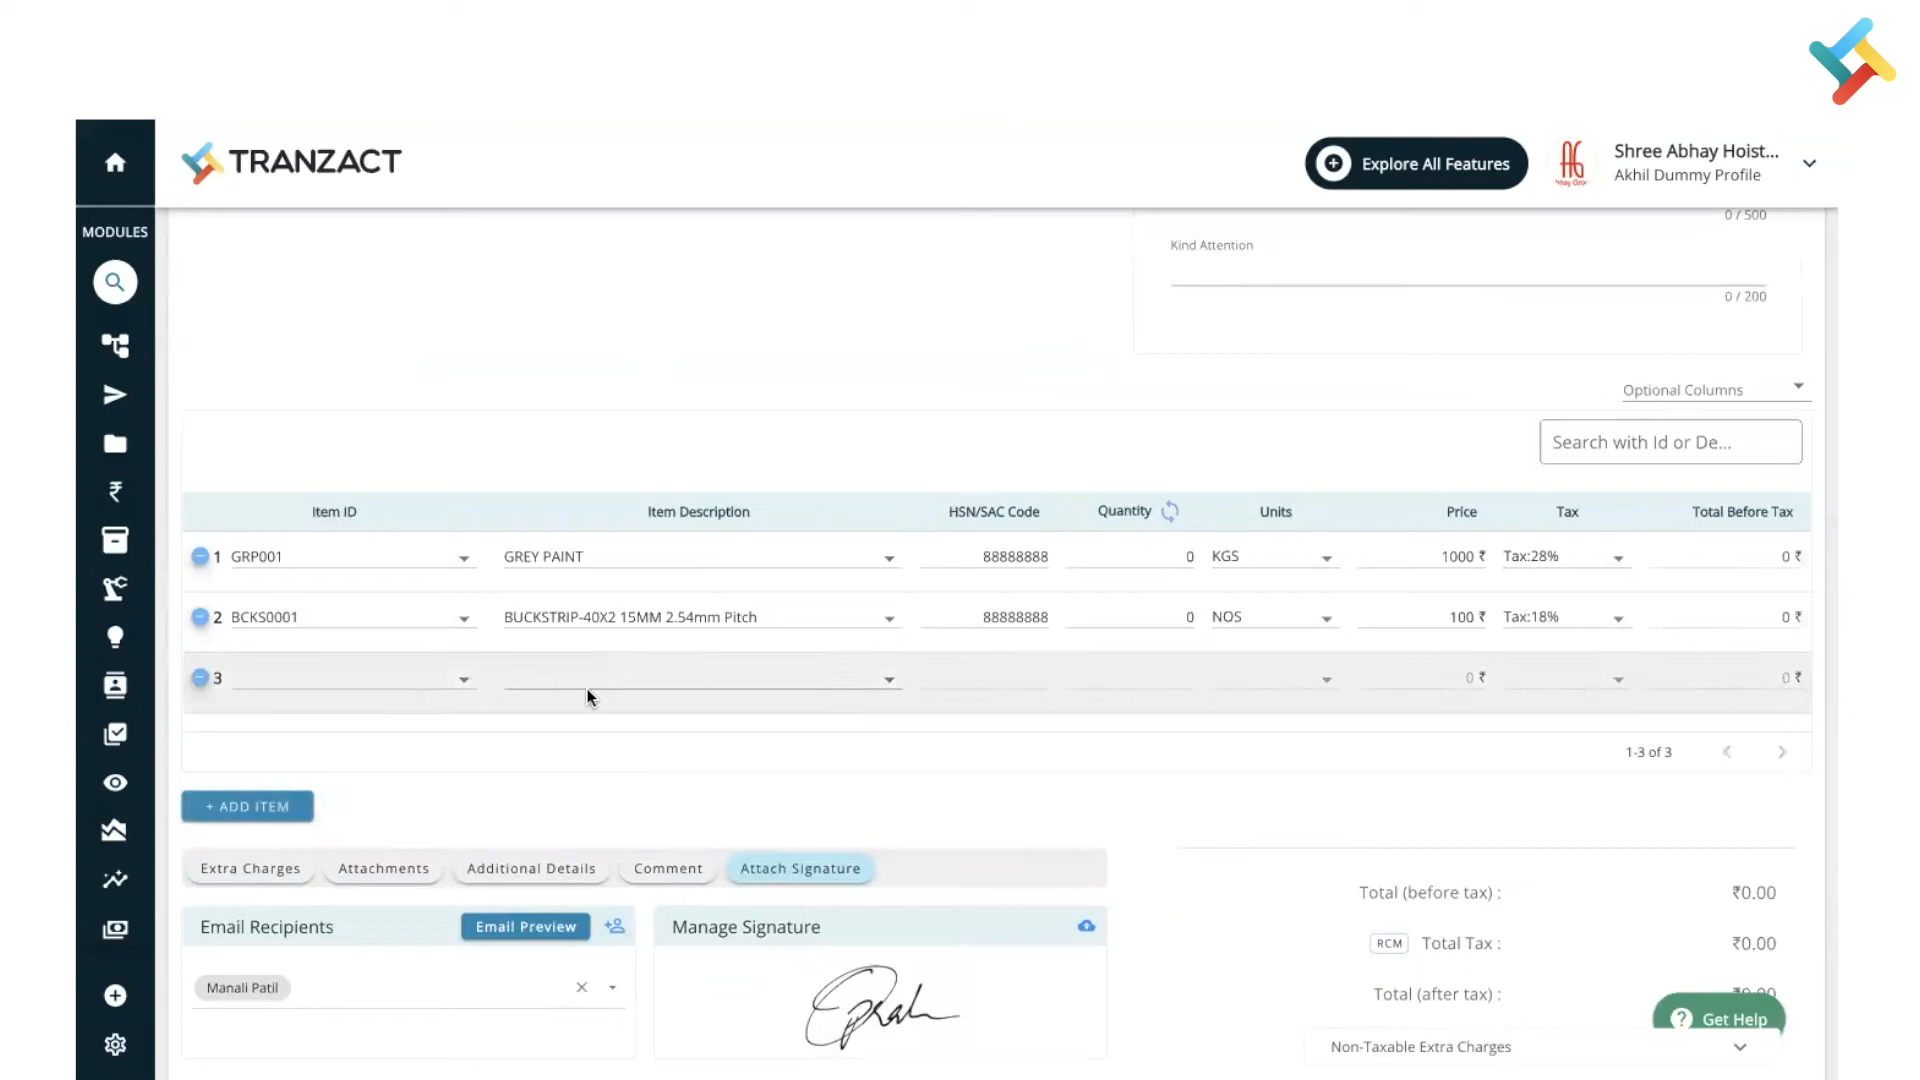 TRANZACT
Explore All Features
Shree Abhay Hoist...
Akhil Dummy Profile
MODULES
0 / 500
Kind Attention
0 / 200
Optional Columns
Search with Id or De...
Item ID Item Description HSN/SAC Code Quantity Units Price Tax Total Before Tax
1 GRP001 GREY PAINT 88888888 0 KGS 1000 ₹ Tax:28% 0 ₹
2 BCKS0001 BUCKSTRIP-40X2 15MM 2.54mm Pitch 88888888 0 NOS 100 ₹ Tax:18% 0 ₹
3 0 ₹ 0 ₹
1-3 of 3
+ ADD ITEM
Extra Charges Attachments Additional Details Comment Attach Signature
Email Recipients Email Preview
Manage Signature
Manali Patil
Total (before tax) : ₹0.00
RCM Total Tax : ₹0.00
Total (after tax) : ₹0.00
Get Help
Non-Taxable Extra Charges